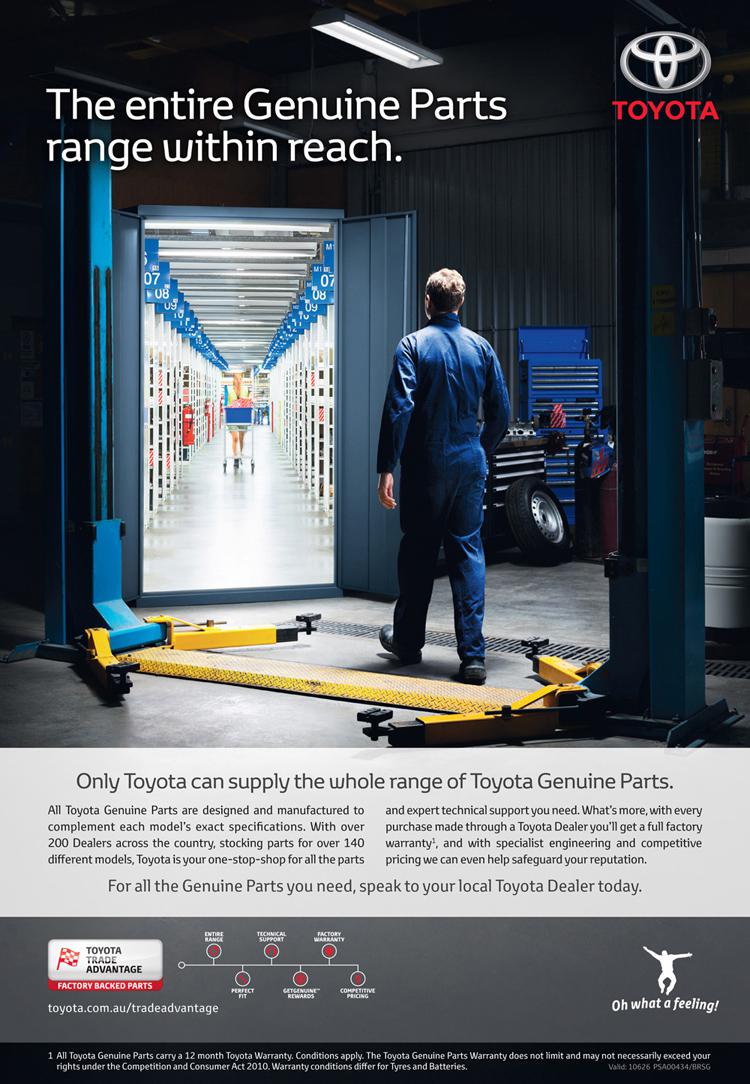 The entire Genuine Parts
range within reach.
TOYOTA
07
08
09
M1
M1
07
08
Only Toyota can supply the whole range of Toyota Genuine Parts.
All Toyota Genuine Parts are designed and manufactured to
complement each model's exact specifications. With over
200 Dealers across the country, stocking parts for over 140
different models, Toyota is your one-stop-shop for all the parts
and expert technical support you need. What's more, with every
purchase made through a Toyota Dealer you'll get a full factory
warranty1, and with specialist engineering and competitive
pricing we can even help safeguard your reputation.
For all the Genuine Parts you need, speak to your local Toyota Dealer today.
TOYOTA
TRADE
ADVANTAGE
FACTORY BACKED PARTS
toyota.com.au/tradeadvantage
ENTIRE
RANGE
TECHNICAL
SUPPORT
FACTORY
WARRANTY
PERFECT
FIT
GETGENUINE™
REWARDS
COMPETITIVE
PRICING
Oh what a feeling!
1 All Toyota Genuine Parts carry a 12 month Toyota Warranty. Conditions apply. The Toyota Genuine Parts Warranty does not limit and may not necessarily exceed your
rights under the Competition and Consumer Act 2010. Warranty conditions differ for Tyres and Batteries.
Valid: 10626 PSA00434/BRSG